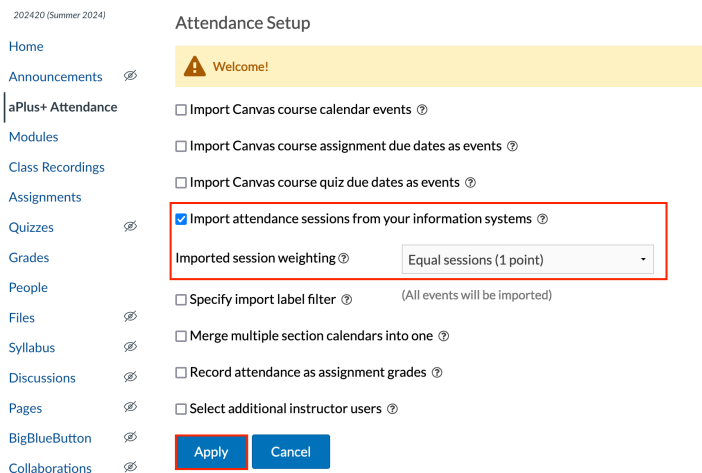 202420 (Summer 2024)
Home
Announcements
aPlus+ Attendance
Modules
Class Recordings
Assignments
Quizzes
Grades
People
Files
Syllabus
Discussions
Pages
BigBlueButton
Collaborations
Attendance Setup
Welcome!
Import Canvas course calendar events ?
Import Canvas course assignment due dates as events ?
Import Canvas course quiz due dates as events ?
Import attendance sessions from your information systems ?
Imported session weighting ? Equal sessions (1 point)
Specify import label filter ? (All events will be imported)
Merge multiple section calendars into one ?
Record attendance as assignment grades ?
Select additional instructor users ?
Apply Cancel